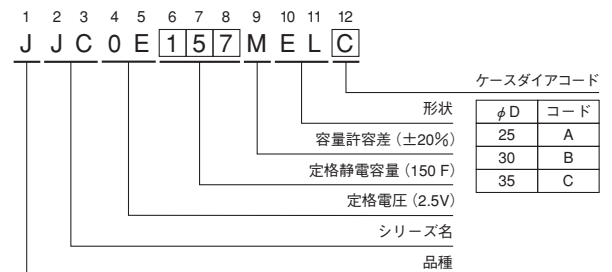 1 2 3 4 5 6 7 8 9 10 11 12
J J C 0 E 1 5 7 M E L C
ケースダイアコード
形状
容量許容差(±20%)
定格静電容量(150 F)
定格電圧(2.5V)
シリーズ名
品種
φD コード
25 A
30 B
35 C